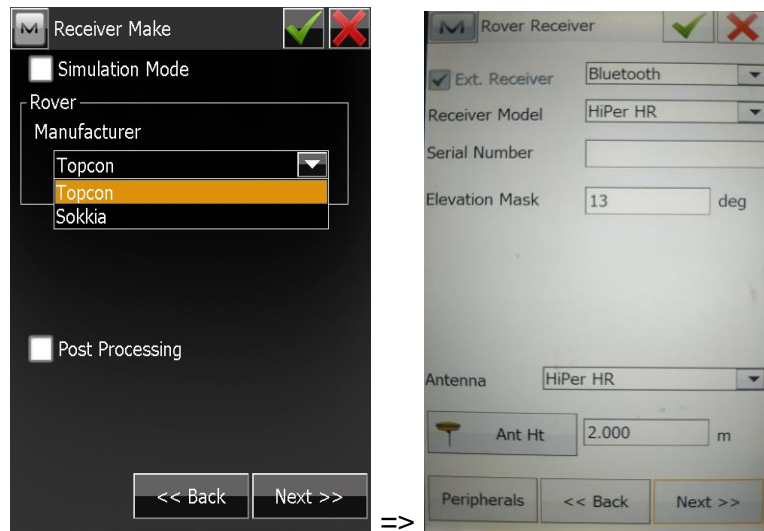 Receiver Make
Simulation Mode
Rover
Manufacturer
Topcon
Topcon
Sokkia
Post Processing
<< Back
Next >>
=>
Rover Receiver
Ext. Receiver
Bluetooth
Receiver Model
HiPer HR
Serial Number
Elevation Mask
13
deg
Antenna
HiPer HR
Ant Ht
2.000
m
Peripherals
<< Back
Next >>